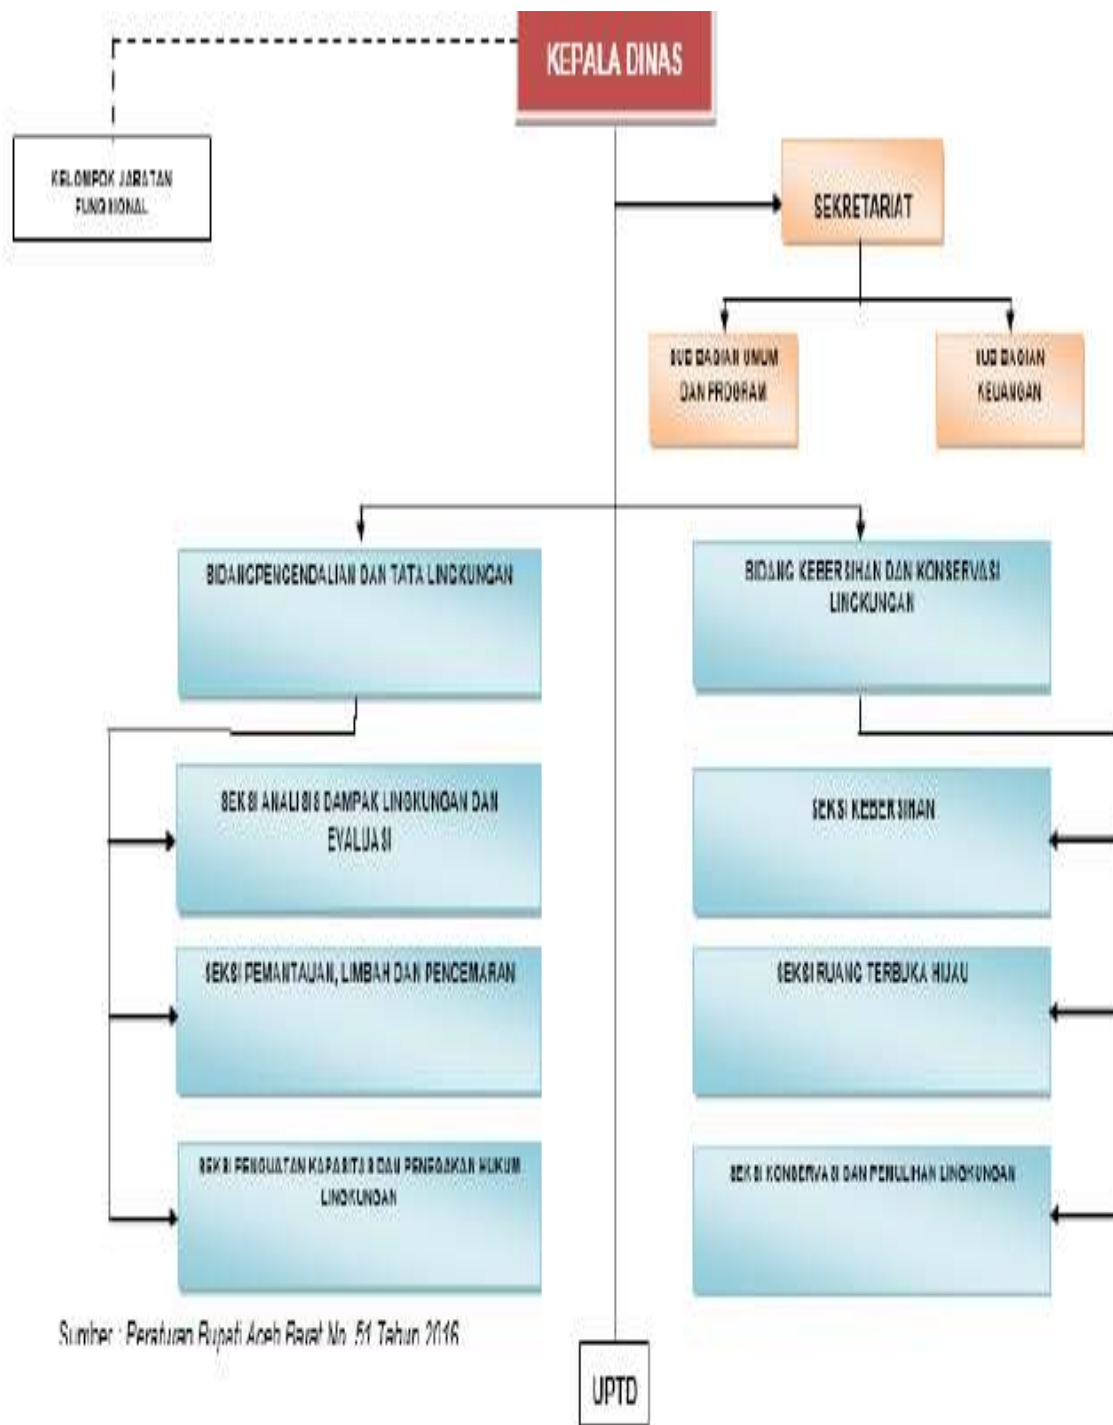 KEPALA DINAS
KELOMPOK JABATAN
FUNGSIONAL
SEKRETARIAT
SUB BAGIAN UMUM
DAN PROGRAM
SUB BAGIAN
KEUANGAN
BIDANGPENGENDALIAN DAN TATA LINGKUNGAN
BIDANG KEBERSIHAN DAN KONSERVASI
LINGKUNGAN
SEKSI ANALISIS DAMPAK LINGKUNGAN DAN
EVALUASI
SEKSI KEBERSIHAN
SEKSI PEMANTAUAN, LIMBAH DAN PENCEMARAN
SEKSI RUANG TERBUKA HIJAU
SEKSI PENGUATAN KAPASITAS DAN PENEGAKAN HUKUM
LINGKUNGAN
SEKSI KONSERVASI DAN PEMULIHAN LINGKUNGAN
Sumber : Peraturan Bupati Aceh Barat No. 51 Tahun 2016
UPTD